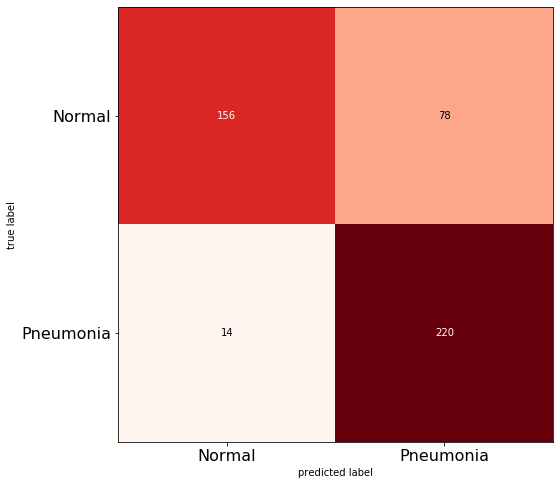 Normal
156
78
true label
Pneumonia
14
220
Normal
Pneumonia
predicted label